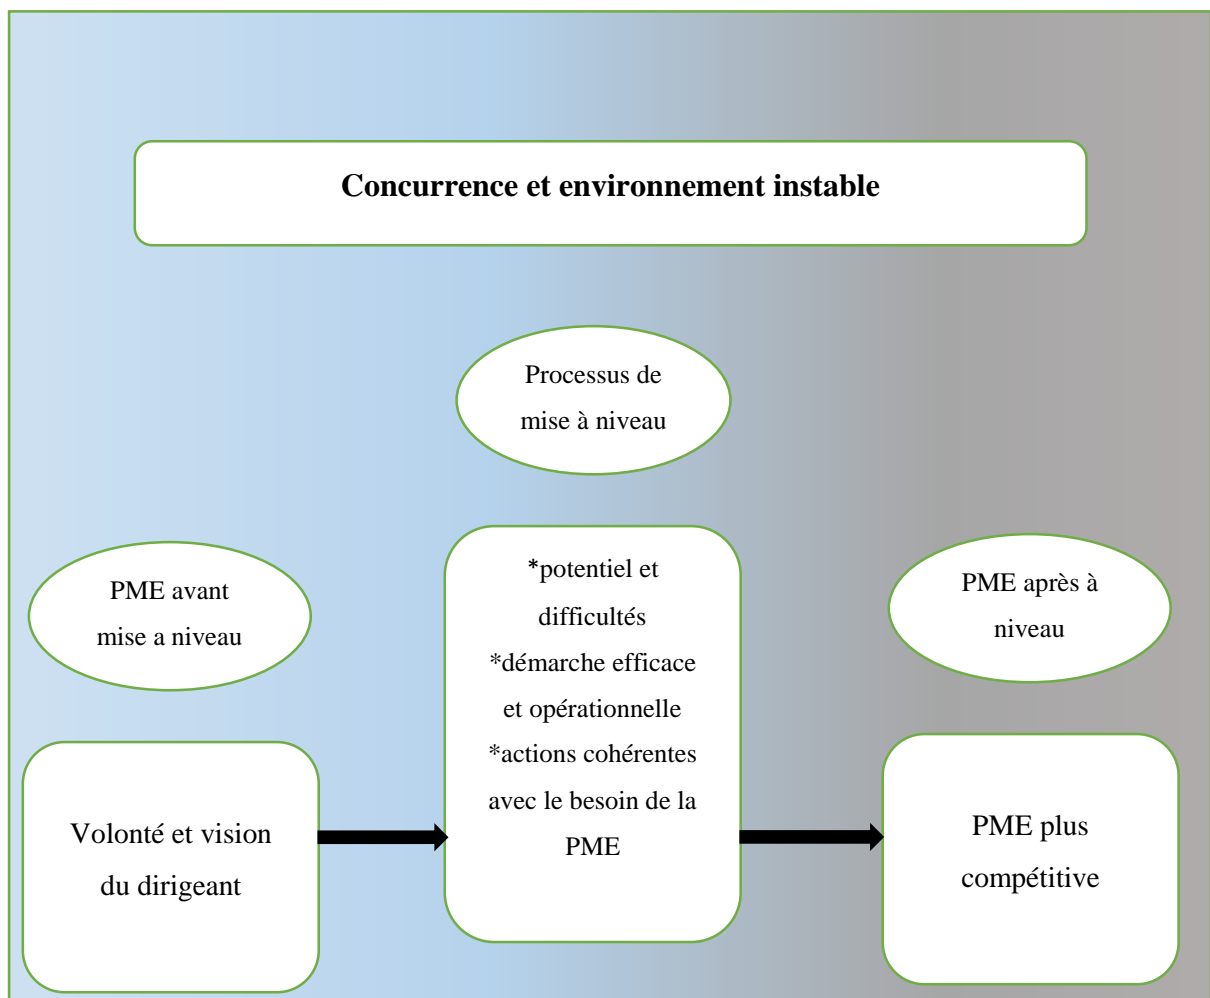 Concurrence et environnement instable
Processus de
mise à niveau
PME avant
mise a niveau
*potentiel et
difficultés
*démarche efficace
et opérationnelle
*actions cohérentes
avec le besoin de la
PME
PME après à
niveau
Volonté et vision
du dirigeant
PME plus
compétitive